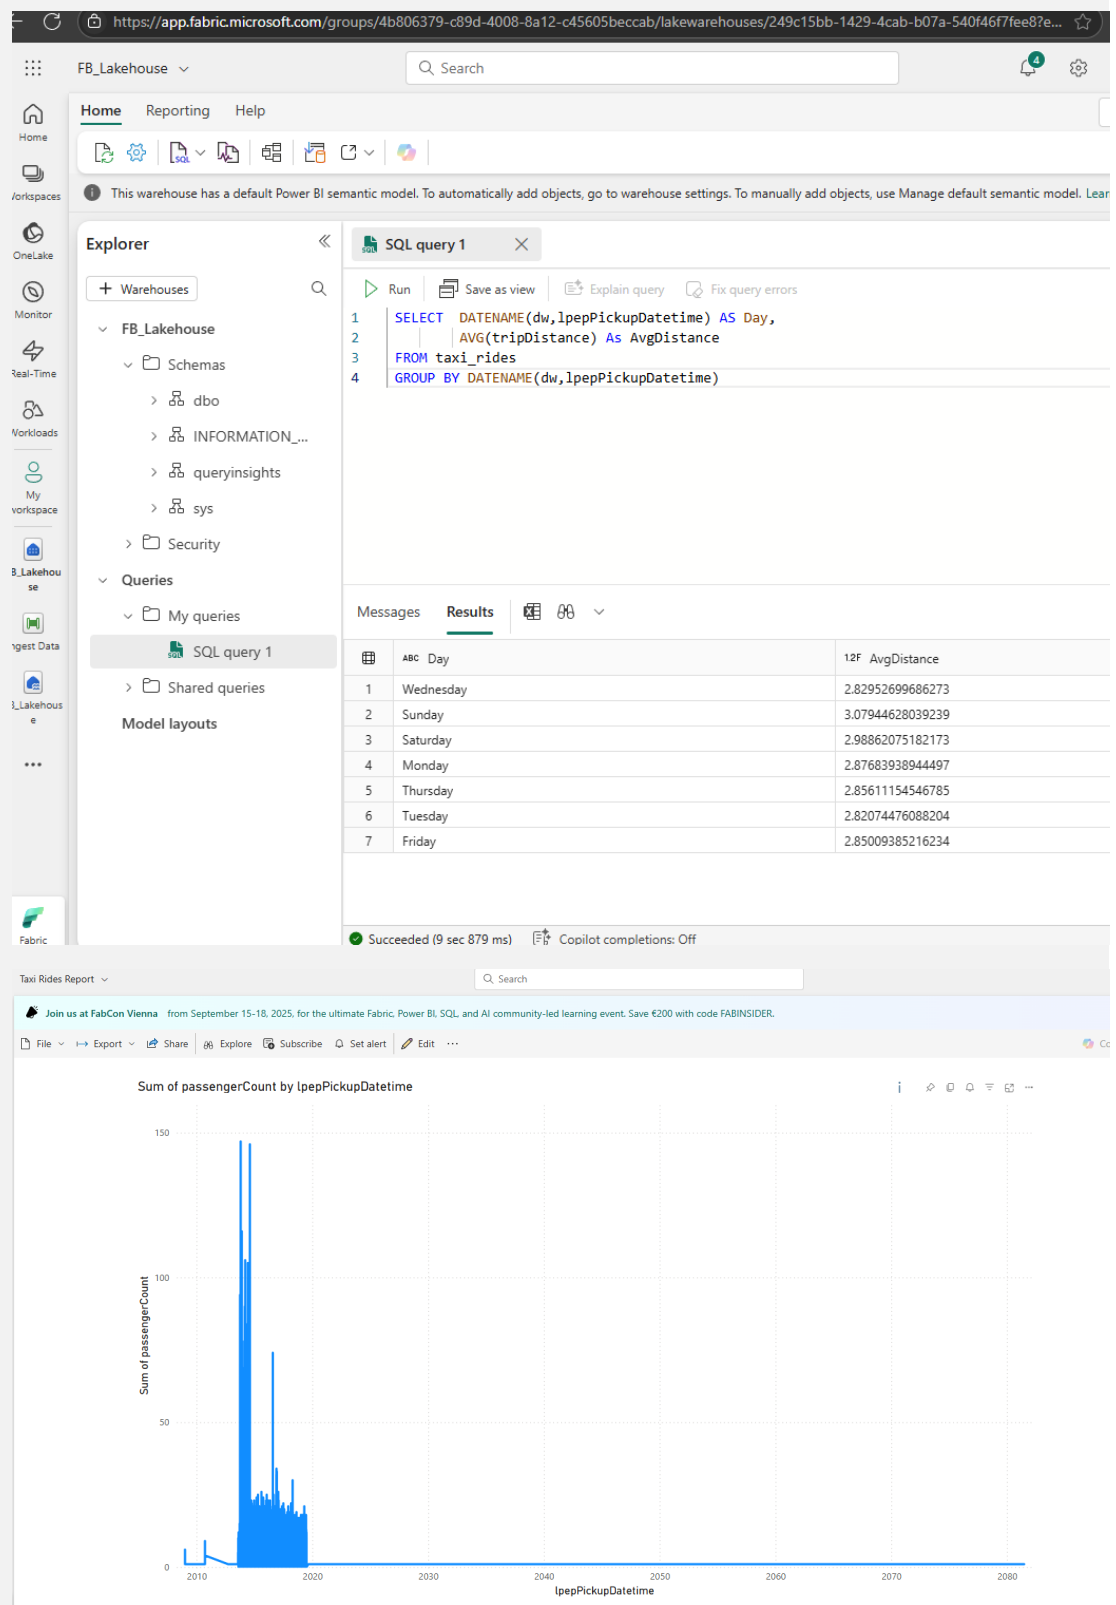 https://app.fabric.microsoft.com/groups/4b806379-c89d-4008-8a12-c45605beccab/lakewarehouses/249c15bb-1429-4cab-b07a-540f46f7fee8?e...
FB_Lakehouse
Search
4
Home
Home
Reporting
Help
Workspaces
SQL
This warehouse has a default Power BI semantic model. To automatically add objects, go to warehouse settings. To manually add objects, use Manage default semantic model. Lear
OneLake
Monitor
Real-Time
Workloads
My
workspace
B_Lakehou
se
ngest Data
B_Lakehous
e
Fabric
Explorer
Warehouses
FB_Lakehouse
Schemas
dbo
INFORMATION_...
queryinsights
sys
Security
Queries
My queries
SQL query 1
Shared queries
Model layouts
SQL query 1
Run
Save as view
Explain query
Fix query errors
1 SELECT DATENAME(dw,lpepPickupDatetime) AS Day,
2 AVG(tripDistance) As AvgDistance
3 FROM taxi_rides
4 GROUP BY DATENAME(dw,lpepPickupDatetime)
Messages
Results
ABC Day 1.2F AvgDistance
1 Wednesday 2.82952699686273
2 Sunday 3.07944628039239
3 Saturday 2.98862075182173
4 Monday 2.87683938944497
5 Thursday 2.85611154546785
6 Tuesday 2.82074476088204
7 Friday 2.85009385216234
Succeeded (9 sec 879 ms)
Copilot completions: Off
Taxi Rides Report
Search
Join us at FabCon Vienna from September 15-18, 2025, for the ultimate Fabric, Power BI, SQL, and AI community-led learning event. Save €200 with code FABINSIDER.
File
Export
Share
Explore
Subscribe
Set alert
Edit
Co
Sum of passengerCount by lpepPickupDatetime
Sum of passengerCount
150
100
50
0
2010 2020 2030 2040 2050 2060 2070 2080
lpepPickupDatetime